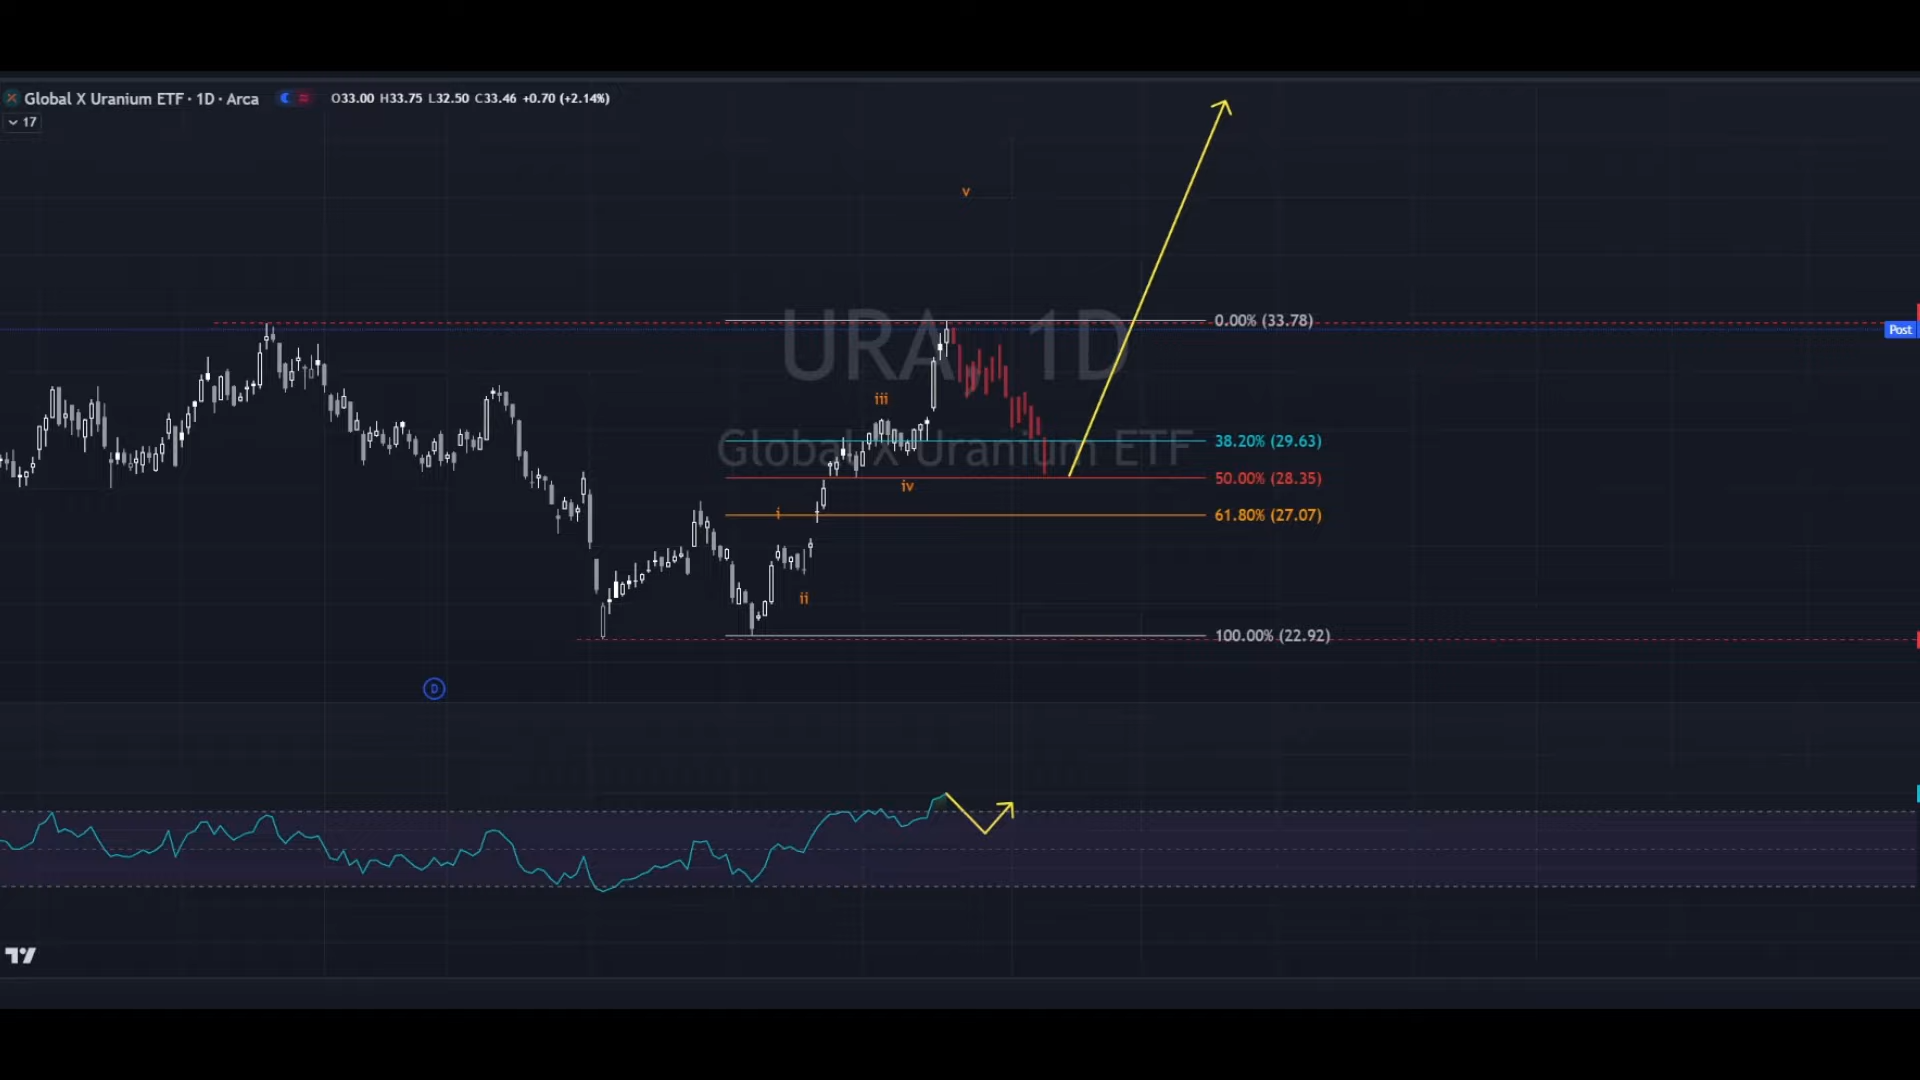 Global X Uranium ETF · 1D · Arca O33.00 H33.75 L32.50 C33.46 +0.70 (+2.14%)
17
v
URA, 1D
Global X Uranium ETF
0.00% (33.78)
Post
iii
38.20% (29.63)
50.00% (28.35)
iv
i
61.80% (27.07)
ii
100.00% (22.92)
D